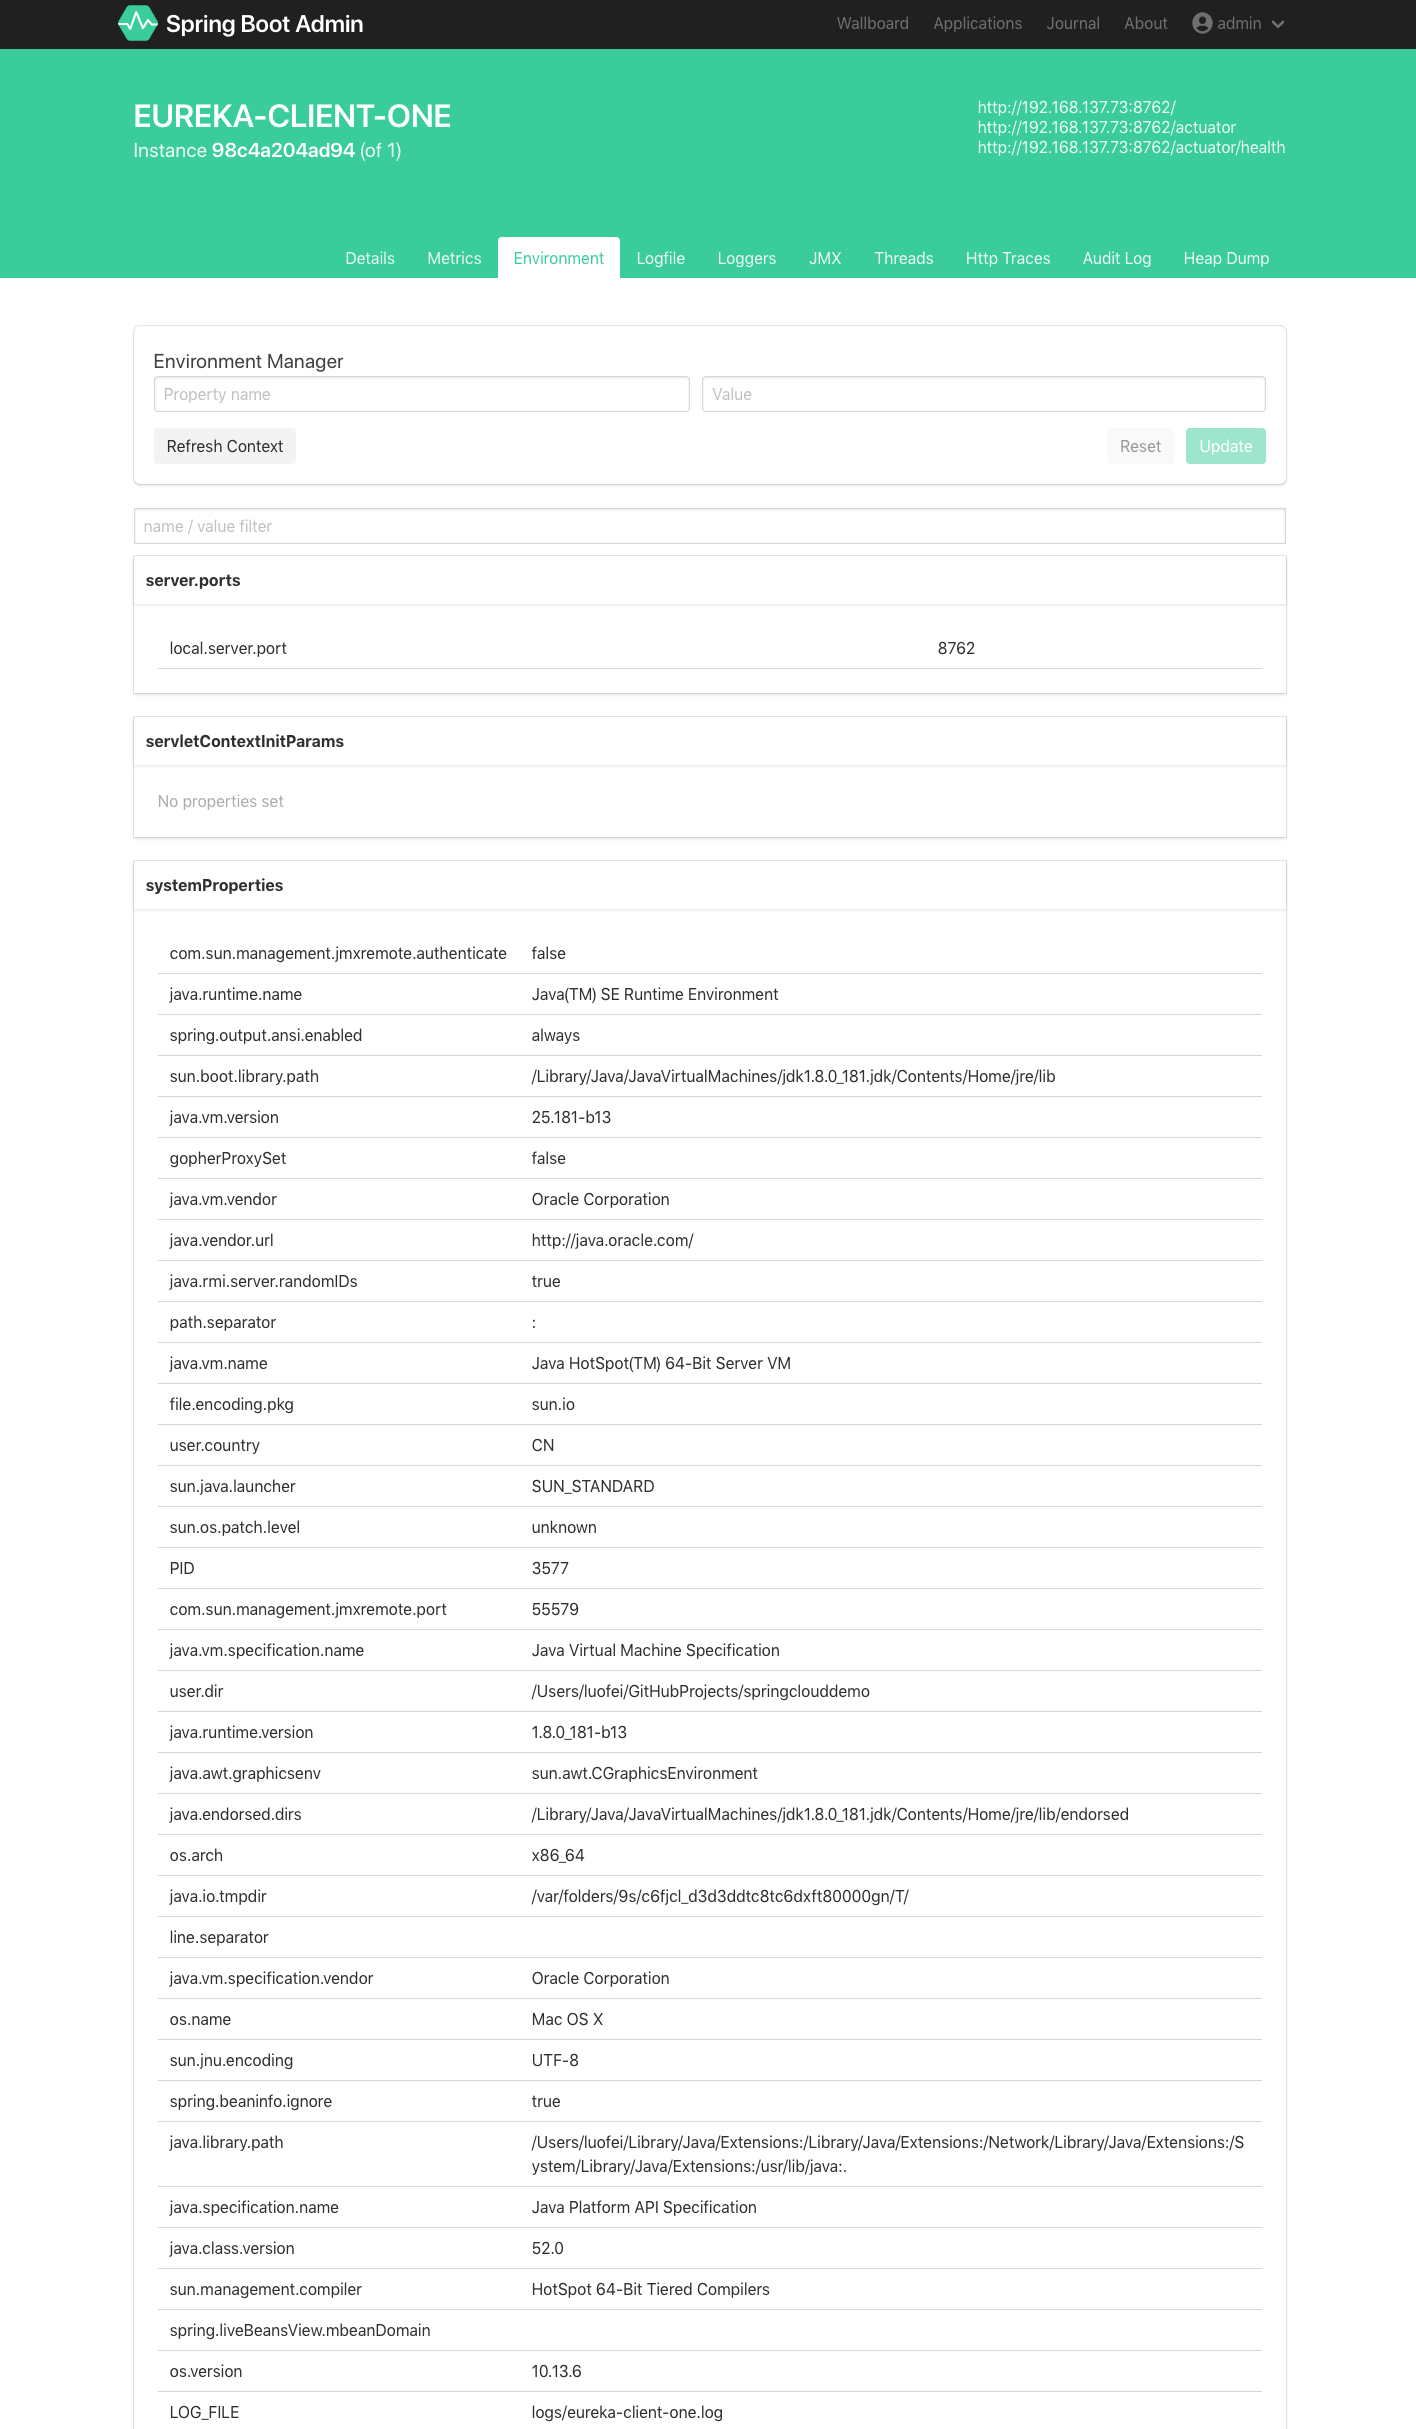 Spring Boot Admin
Wallboard Applications Journal About admin
EUREKA-CLIENT-ONE
Instance 98c4a204ad94 (of 1)
http://192.168.137.73:8762/
http://192.168.137.73:8762/actuator
http://192.168.137.73:8762/actuator/health
Details Metrics Environment Logfile Loggers JMX Threads Http Traces Audit Log Heap Dump
Environment Manager
Property name Value
Refresh Context Reset Update
name / value filter
server.ports
local.server.port 8762
servletContextInitParams
No properties set
systemProperties
com.sun.management.jmxremote.authenticate false
java.runtime.name Java(TM) SE Runtime Environment
spring.output.ansi.enabled always
sun.boot.library.path /Library/Java/JavaVirtualMachines/jdk1.8.0_181.jdk/Contents/Home/jre/lib
java.vm.version 25.181-b13
gopherProxySet false
java.vm.vendor Oracle Corporation
java.vendor.url http://java.oracle.com/
java.rmi.server.randomIDs true
path.separator :
java.vm.name Java HotSpot(TM) 64-Bit Server VM
file.encoding.pkg sun.io
user.country CN
sun.java.launcher SUN_STANDARD
sun.os.patch.level unknown
PID 3577
com.sun.management.jmxremote.port 55579
java.vm.specification.name Java Virtual Machine Specification
user.dir /Users/luofei/GitHubProjects/springclouddemo
java.runtime.version 1.8.0_181-b13
java.awt.graphicsenv sun.awt.CGraphicsEnvironment
java.endorsed.dirs /Library/Java/JavaVirtualMachines/jdk1.8.0_181.jdk/Contents/Home/jre/lib/endorsed
os.arch x86_64
java.io.tmpdir /var/folders/9s/c6fjcl_d3d3ddtc8tc6dxft80000gn/T/
line.separator
java.vm.specification.vendor Oracle Corporation
os.name Mac OS X
sun.jnu.encoding UTF-8
spring.beaninfo.ignore true
java.library.path /Users/luofei/Library/Java/Extensions:/Library/Java/Extensions:/Network/Library/Java/Extensions:/S
ystem/Library/Java/Extensions:/usr/lib/java:.
java.specification.name Java Platform API Specification
java.class.version 52.0
sun.management.compiler HotSpot 64-Bit Tiered Compilers
spring.liveBeansView.mbeanDomain
os.version 10.13.6
LOG_FILE logs/eureka-client-one.log